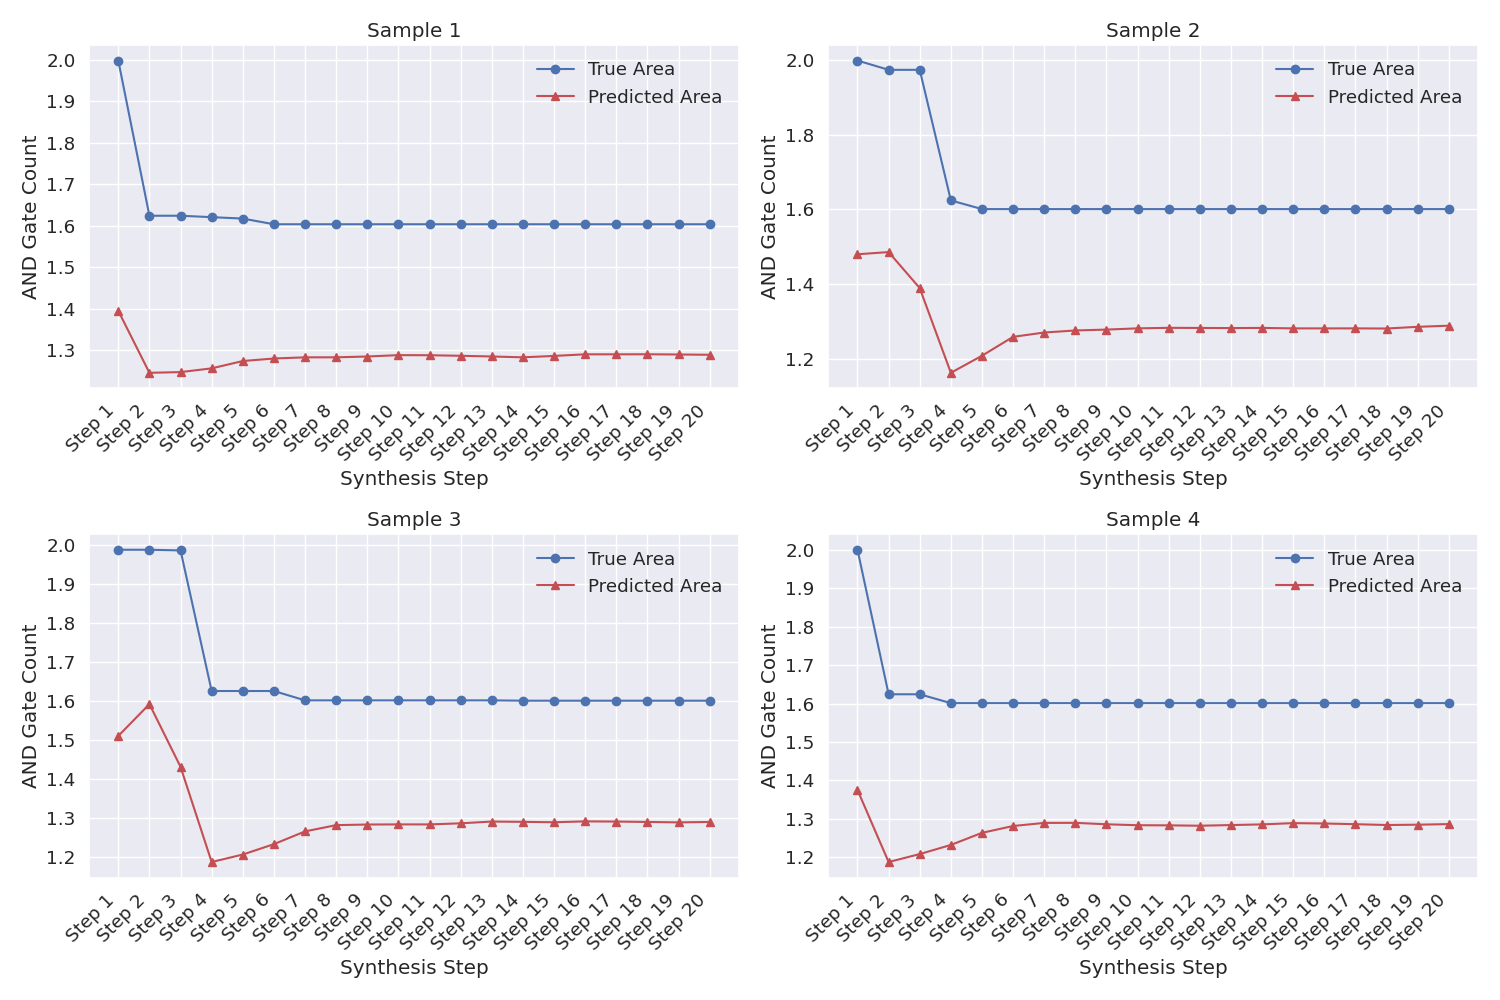 Sample 1
2.0
1.9
1.8
1.7
1.6
1.5
1.4
1.3
AND Gate Count
True Area
Predicted Area
Step 1
Step 2
Step 3
Step 4
Step 5
Step 6
Step 7
Step 8
Step 9
Step 10
Step 11
Step 12
Step 13
Step 14
Step 15
Step 16
Step 17
Step 18
Step 19
Step 20
Synthesis Step
Sample 2
2.0
1.8
1.6
1.4
1.2
AND Gate Count
True Area
Predicted Area
Step 1
Step 2
Step 3
Step 4
Step 5
Step 6
Step 7
Step 8
Step 9
Step 10
Step 11
Step 12
Step 13
Step 14
Step 15
Step 16
Step 17
Step 18
Step 19
Step 20
Synthesis Step
Sample 3
2.0
1.9
1.8
1.7
1.6
1.5
1.4
1.3
1.2
AND Gate Count
True Area
Predicted Area
Step 1
Step 2
Step 3
Step 4
Step 5
Step 6
Step 7
Step 8
Step 9
Step 10
Step 11
Step 12
Step 13
Step 14
Step 15
Step 16
Step 17
Step 18
Step 19
Step 20
Synthesis Step
Sample 4
2.0
1.9
1.8
1.7
1.6
1.5
1.4
1.3
1.2
AND Gate Count
True Area
Predicted Area
Step 1
Step 2
Step 3
Step 4
Step 5
Step 6
Step 7
Step 8
Step 9
Step 10
Step 11
Step 12
Step 13
Step 14
Step 15
Step 16
Step 17
Step 18
Step 19
Step 20
Synthesis Step